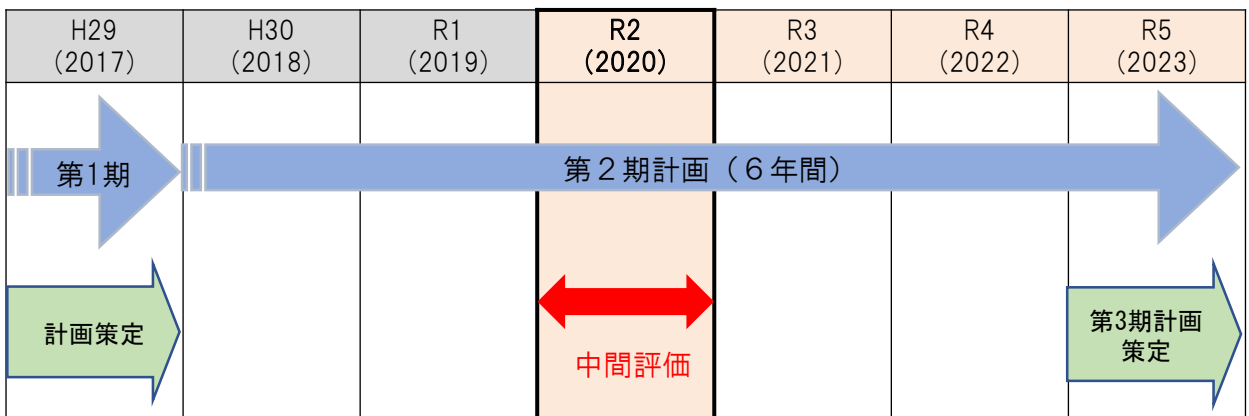 H29
(2017)
H30
(2018)
R1
(2019)
R2
(2020)
R3
(2021)
R4
(2022)
R5
(2023)
第1期
第２期計画（６年間）
計画策定
中間評価
第3期計画
策定